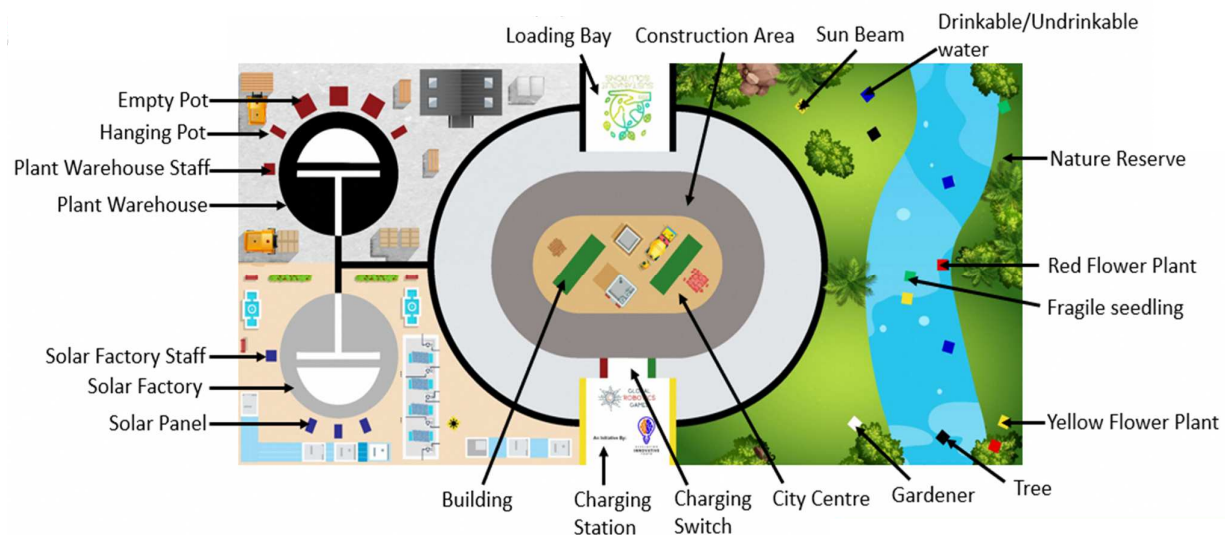 Loading Bay
Construction Area
Sun Beam
Drinkable/Undrinkable
water
Empty Pot
Hanging Pot
Plant Warehouse Staff
Plant Warehouse
Nature Reserve
Red Flower Plant
Fragile seedling
Solar Factory Staff
Solar Factory
Solar Panel
GLOBAL
ROBOTICS
GAMES
An Initiative By:
Yellow Flower Plant
Building
Charging
Station
Charging
Switch
City Centre
Gardener
Tree